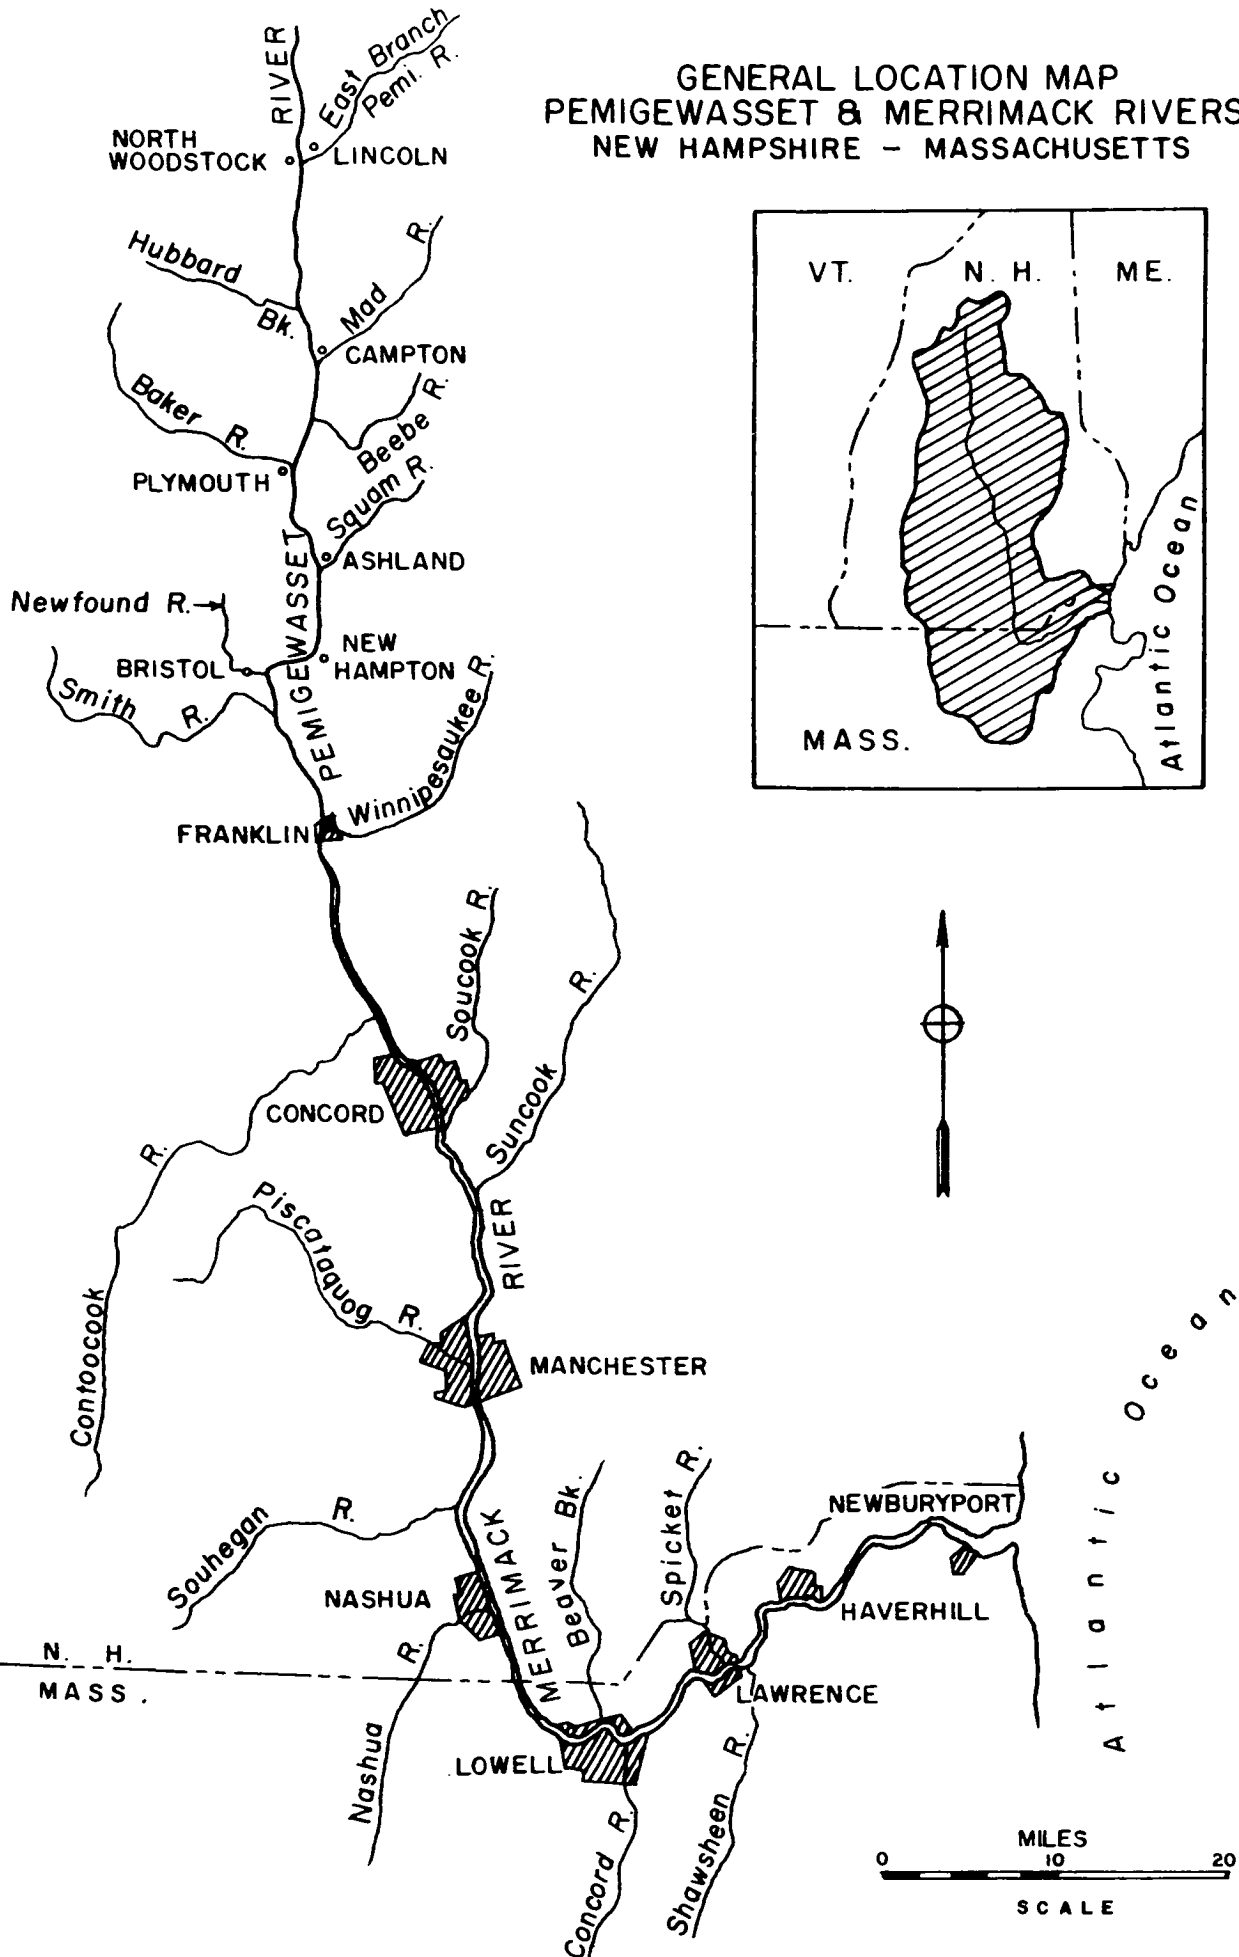 GENERAL LOCATION MAP
PEMIGEWASSET & MERRIMACK RIVERS
NEW HAMPSHIRE - MASSACHUSETTS
RIVER
East Branch
Pemi. R.
NORTH
WOODSTOCK
LINCOLN
Hubbard
Bk.
Mad R.
CAMPTON
Baker R.
Beebe R.
PLYMOUTH
Squam R.
ASHLAND
PEMIGEWASSET
Newfound R.
NEW
HAMPTON
BRISTOL
Smith R.
Winnipesaukee R.
FRANKLIN
VT.
N. H.
ME.
Atlantic Ocean
MASS.
Soucook R.
Suncook R.
CONCORD
Contoocook R.
Piscataquog R.
RIVER
MANCHESTER
Souhegan R.
MERRIMACK
Beaver Bk.
Spicket R.
NEWBURYPORT
NASHUA
HAVERHILL
N. H.
MASS.
Nashua R.
LAWRENCE
LOWELL
Concord R.
Shawsheen R.
Atlantic Ocean
MILES
0 10 20
SCALE